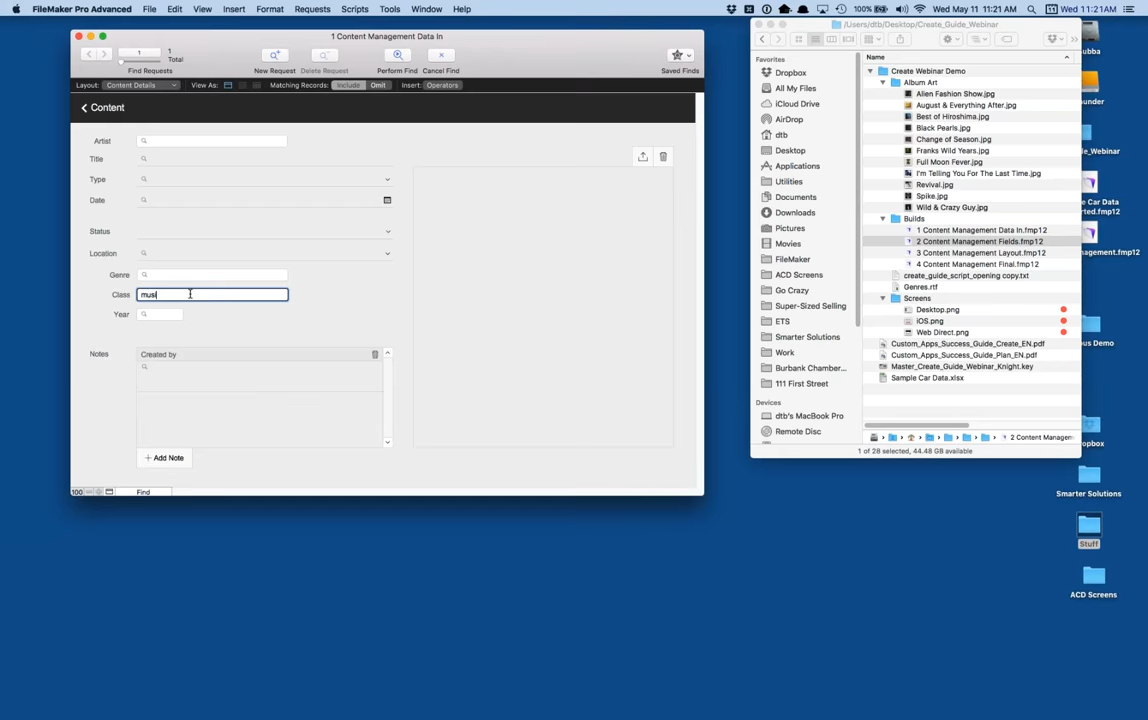 FileMaker Pro Advanced File Edit View Insert Format Requests Scripts Tools Window Help
100% Wed May 11 11:21 AM 11 Wed 11:21AM
1 Content Management Data In
1 1
Total
Find Requests New Request Delete Request Perform Find Cancel Find Saved Finds
Layout: Content Details View As: Matching Records: Include Omit Insert: Operators
Content
Artist
Title
Type
Date
Status
Location
Genre
Class musi
Year
Notes Created by
+ Add Note
100 Find
/Users/dtb/Desktop/Create_Guide_Webinar
Favorites
Dropbox
All My Files
iCloud Drive
AirDrop
dtb
Desktop
Applications
Utilities
Documents
Downloads
Pictures
Movies
FileMaker
ACD Screens
Go Crazy
Super-Sized Selling
ETS
Smarter Solutions
Work
Burbank Chamber...
111 First Street
Devices
dtb's MacBook Pro
Remote Disc
Name
Create Webinar Demo
Album Art
Alien Fashion Show.jpg
August & Everything After.jpg
Best of Hiroshima.jpg
Black Pearls.jpg
Change of Season.jpg
Franks Wild Years.jpg
Full Moon Fever.jpg
I'm Telling You For The Last Time.jpg
Revival.jpg
Spike.jpg
Wild & Crazy Guy.jpg
Builds
1 Content Management Data In.fmp12
2 Content Management Fields.fmp12
3 Content Management Layout.fmp12
4 Content Management Final.fmp12
create_guide_script_opening copy.txt
Genres.rtf
Screens
Desktop.png
iOS.png
Web Direct.png
Custom_Apps_Success_Guide_Create_EN.pdf
Custom_Apps_Success_Guide_Plan_EN.pdf
Master_Create_Guide_Webinar_Knight.key
Sample Car Data.xlsx
2 Content Managem
1 of 28 selected, 44.48 GB available
Smarter Solutions
Stuff
ACD Screens